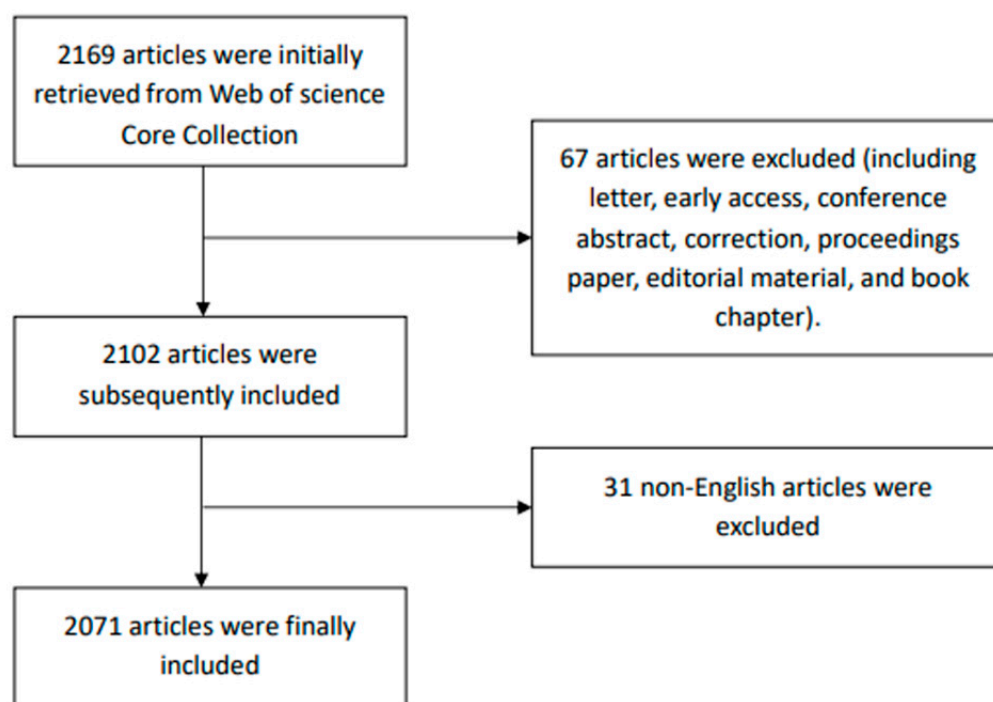 2169 articles were initially
retrieved from Web of science
Core Collection
67 articles were excluded (including
letter, early access, conference
abstract, correction, proceedings
paper, editorial material, and book
chapter).
2102 articles were
subsequently included
31 non-English articles were
excluded
2071 articles were finally
included